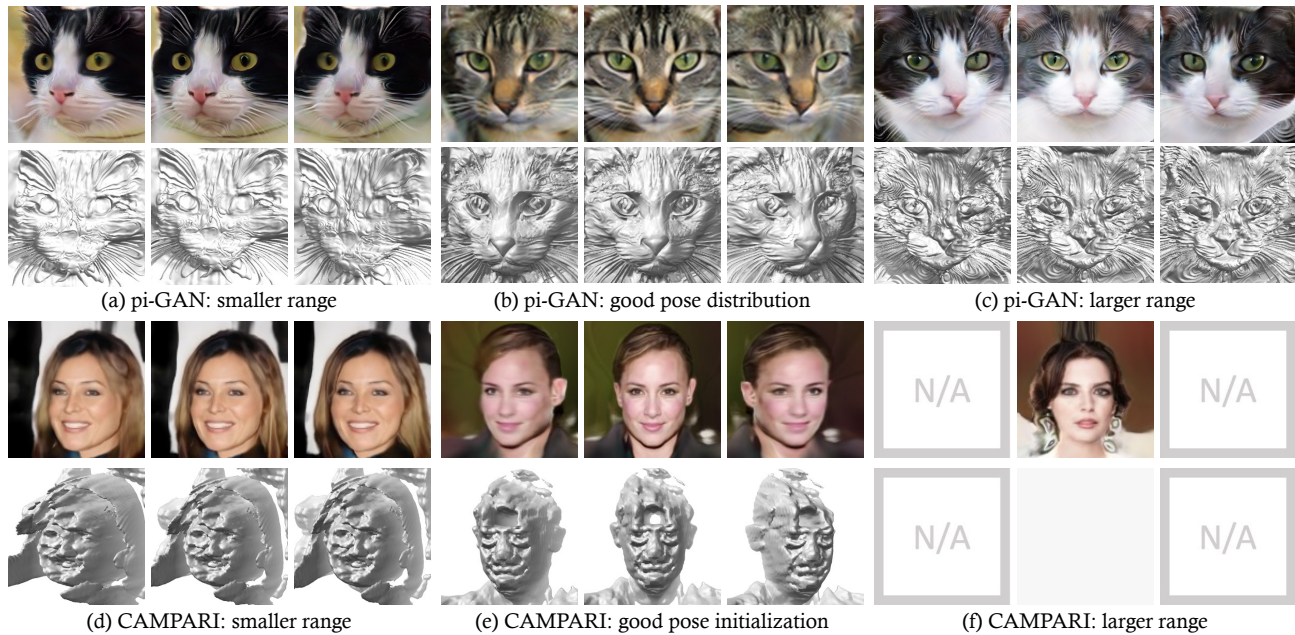 (a) pi-GAN: smaller range
(b) pi-GAN: good pose distribution
(c) pi-GAN: larger range
N/A
N/A
N/A
N/A
(d) CAMPARI: smaller range
(e) CAMPARI: good pose initialization
(f) CAMPARI: larger range